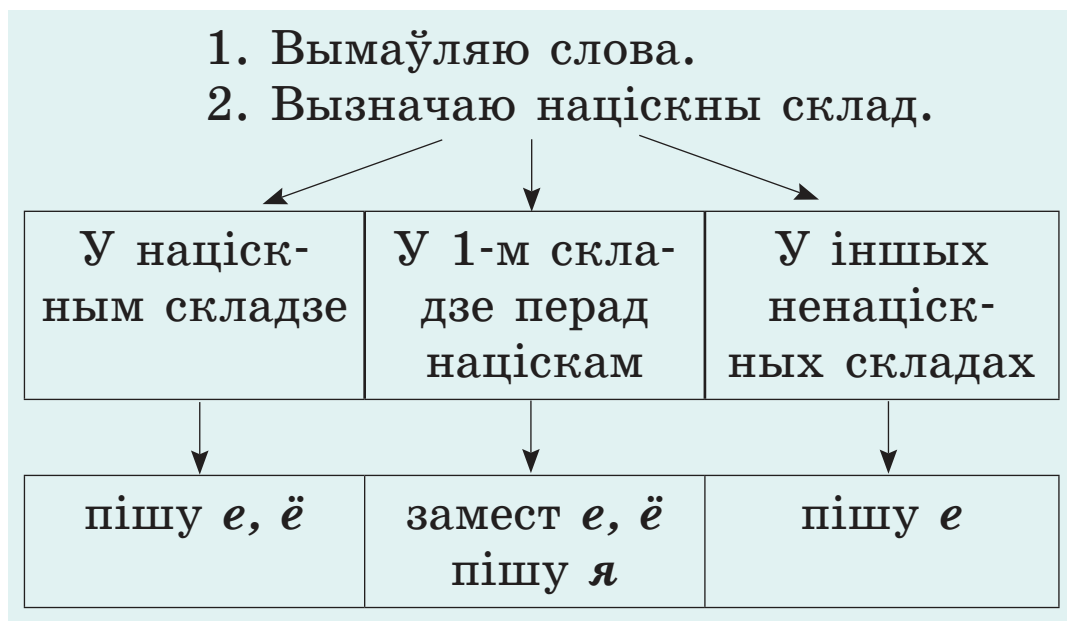 1. Вымаўляю слова.
2. Вызначаю націскны склад.
У націск-
ным складзе
У 1-м скла-
дзе перад
націскам
У іншых
ненаціск-
ных складах
пішу е, ё
замест е, ё
пішу я
пішу е